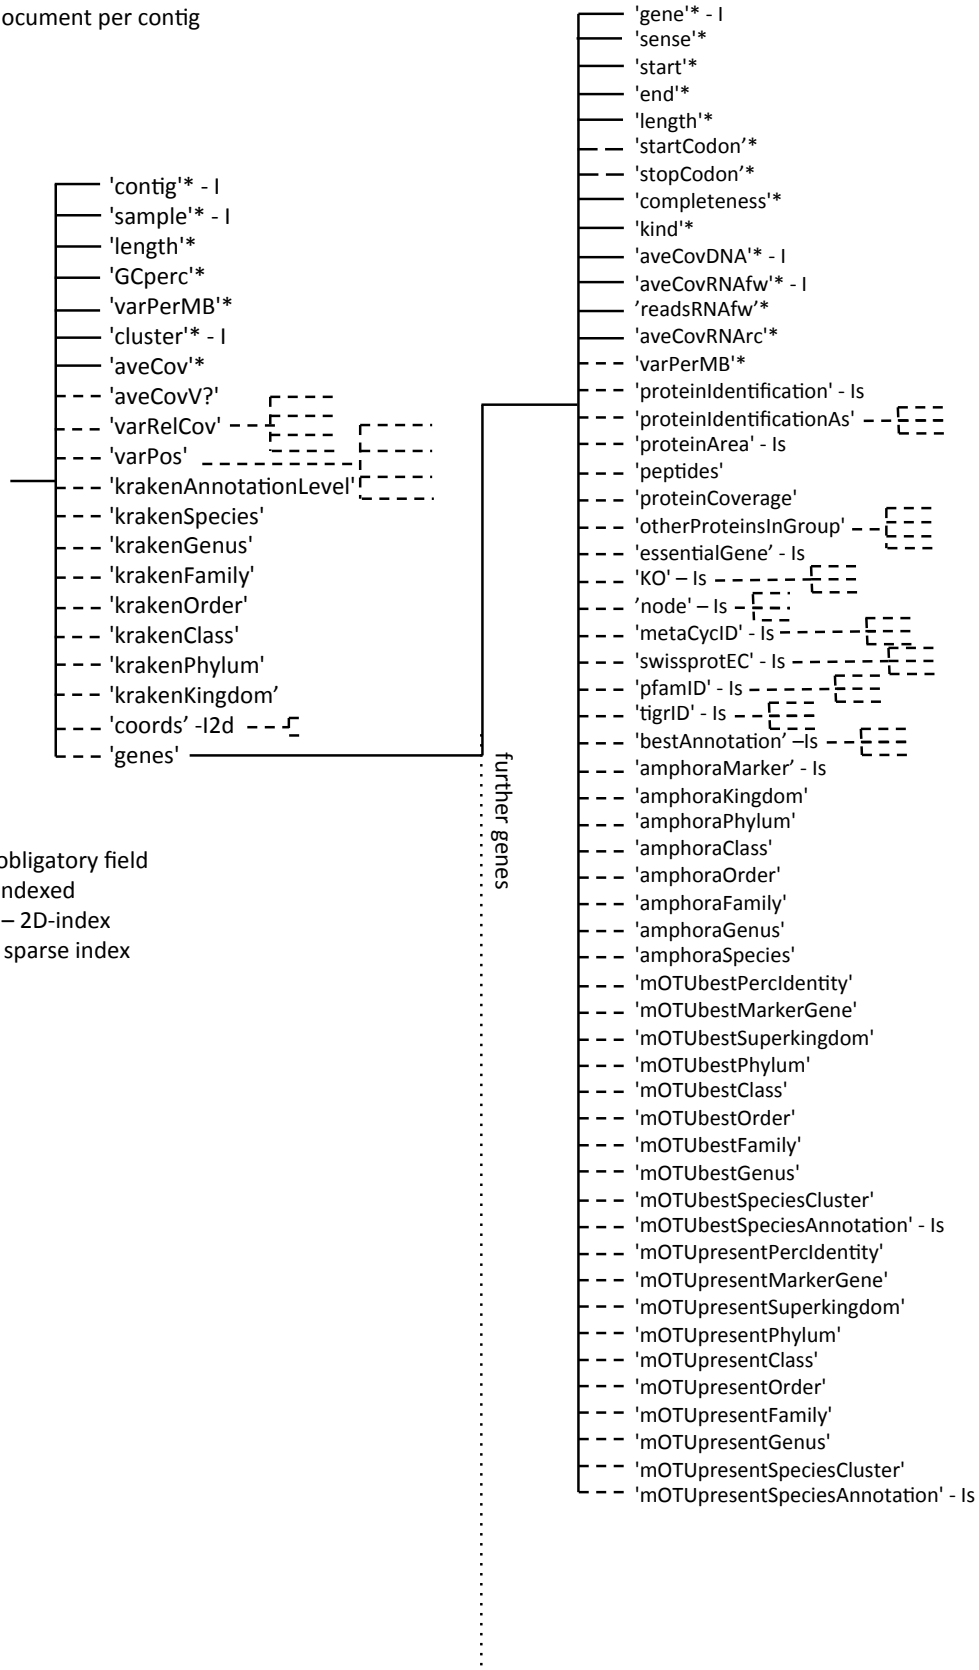 ocument per contig
'contig'* - I
'sample'* - I
'length'*
'GCperc'*
'varPerMB'*
'cluster'* - I
'aveCov'*
'aveCovV?'
'varRelCov'
'varPos'
'krakenAnnotationLevel'
'krakenSpecies'
'krakenGenus'
'krakenFamily'
'krakenOrder'
'krakenClass'
'krakenPhylum'
'krakenKingdom’
'coords’ -I2d
'genes'
obligatory field
ndexed
– 2D-index
sparse index
further genes
'gene'* - I
'sense'*
'start'*
'end'*
'length'*
'startCodon’*
'stopCodon’*
'completeness'*
'kind'*
'aveCovDNA'* - I
'aveCovRNAfw'* - I
’readsRNAfw’*
'aveCovRNArc'*
'varPerMB'*
'proteinIdentification' - Is
'proteinIdentificationAs'
'proteinArea' - Is
'peptides'
'proteinCoverage'
'otherProteinsInGroup'
'essentialGene’ - Is
'KO' – Is
’node' – Is
'metaCycID' - Is
'swissprotEC' - Is
'pfamID' - Is
'tigrID' - Is
'bestAnnotation’ –Is
'amphoraMarker' - Is
'amphoraKingdom'
'amphoraPhylum'
'amphoraClass'
'amphoraOrder'
'amphoraFamily'
'amphoraGenus'
'amphoraSpecies'
'mOTUbestPercIdentity'
'mOTUbestMarkerGene'
'mOTUbestSuperkingdom'
'mOTUbestPhylum'
'mOTUbestClass'
'mOTUbestOrder'
'mOTUbestFamily'
'mOTUbestGenus'
'mOTUbestSpeciesCluster'
'mOTUbestSpeciesAnnotation' - Is
'mOTUpresentPercIdentity'
'mOTUpresentMarkerGene'
'mOTUpresentSuperkingdom'
'mOTUpresentPhylum'
'mOTUpresentClass'
'mOTUpresentOrder'
'mOTUpresentFamily'
'mOTUpresentGenus'
'mOTUpresentSpeciesCluster'
'mOTUpresentSpeciesAnnotation' - Is